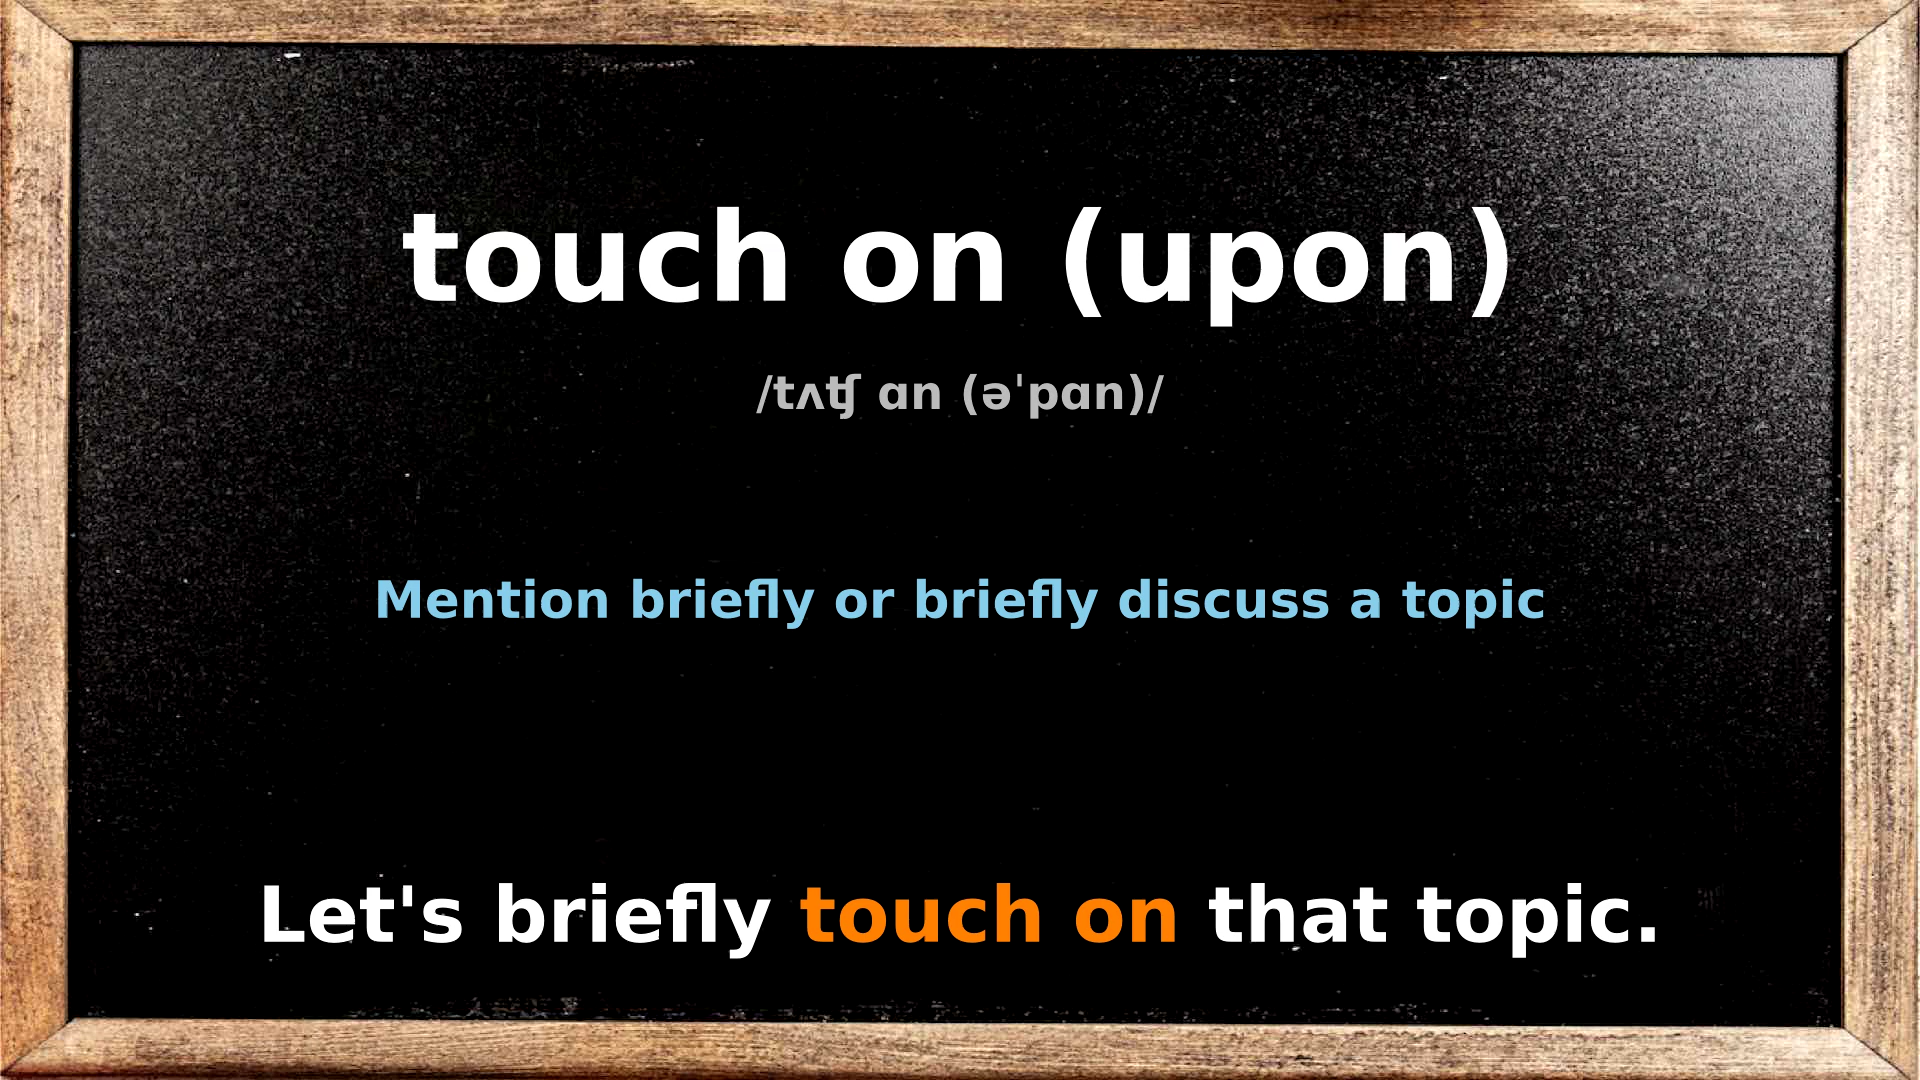 touch on (upon)
/tʌʧ ɑn (əˈpɑn)/
Mention briefly or briefly discuss a topic
Let's briefly touch on that topic.